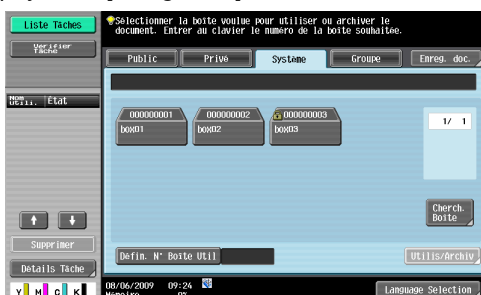 Liste Tâches
Sélectionner la boîte voulue pour utiliser ou archiver le
document. Entrer au clavier le numéro de la boîte souhaitée.
Vérifier
Tâche
Public
Privé
Système
Groupe
Enreg. doc.
Nom
Utili.
État
000000001
box01
000000002
box02
000000003
box03
1/ 1
Cherch.
Boîte
Supprimer
Défin. N° Boîte Util
Utilis/Archiv
Détails Tâche
Y M C K
08/06/2009 09:24
Mémoire 0%
Language Selection